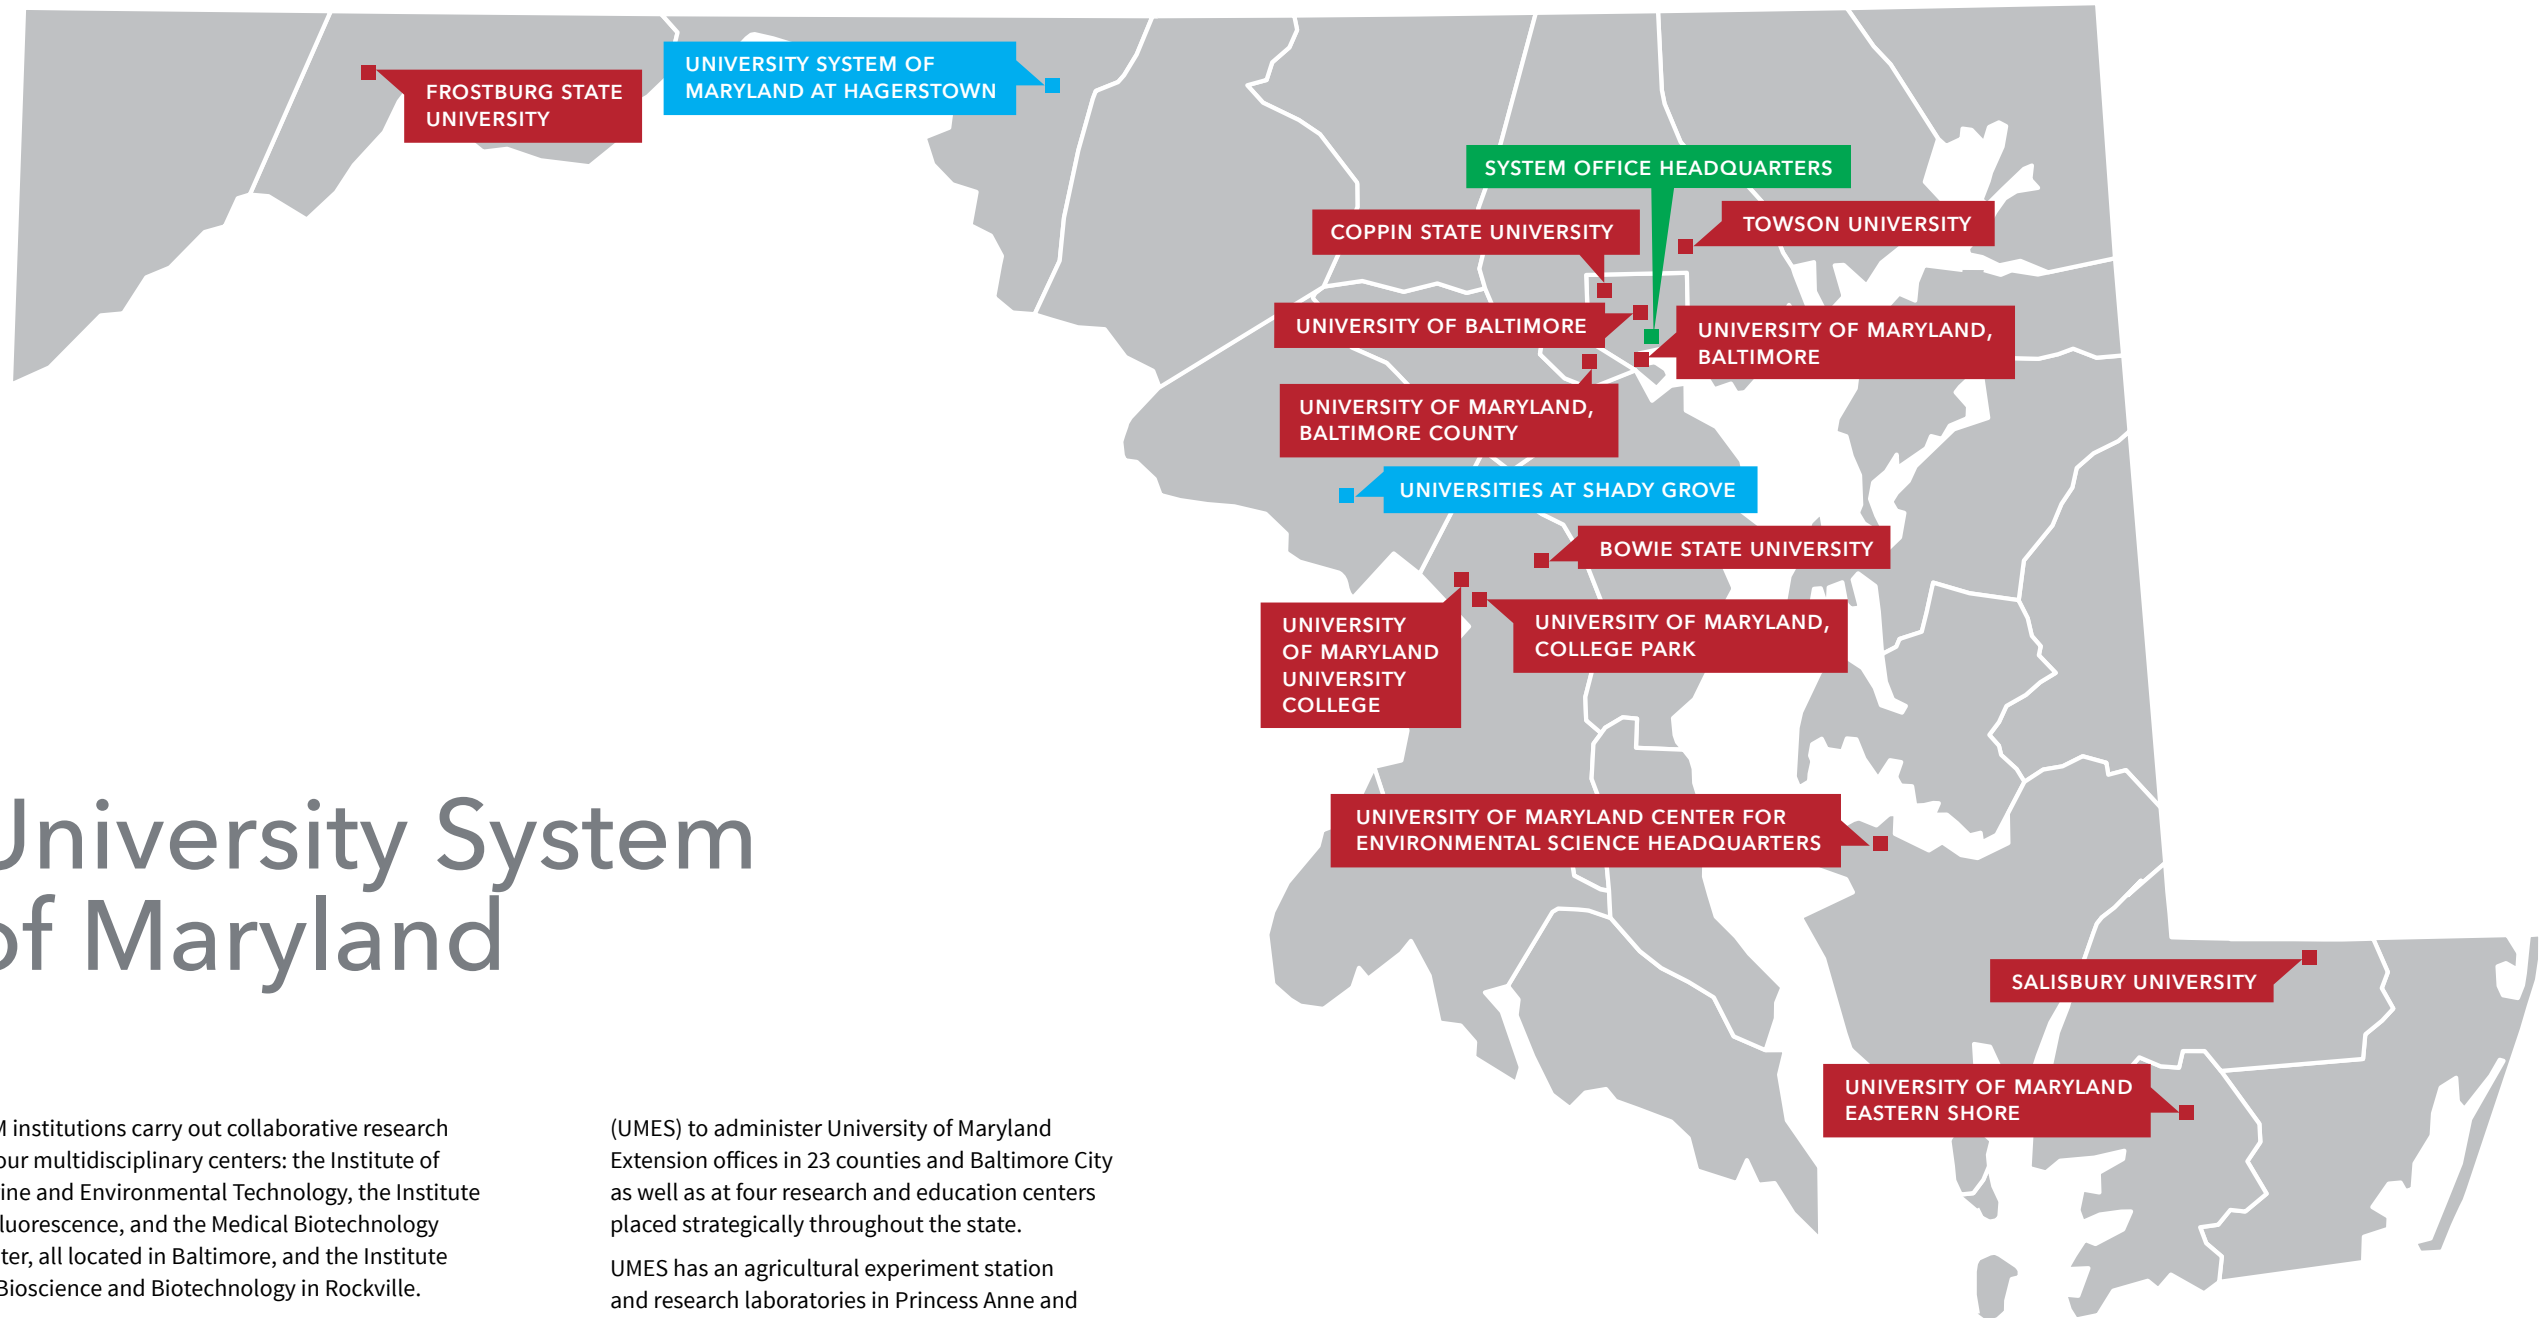 FROSTBURG STATE
UNIVERSITY
UNIVERSITY SYSTEM OF
MARYLAND AT HAGERSTOWN
SYSTEM OFFICE HEADQUARTERS
COPPIN STATE UNIVERSITY
TOWSON UNIVERSITY
UNIVERSITY OF BALTIMORE
UNIVERSITY OF MARYLAND,
BALTIMORE
UNIVERSITY OF MARYLAND,
BALTIMORE COUNTY
UNIVERSITIES AT SHADY GROVE
BOWIE STATE UNIVERSITY
UNIVERSITY
OF MARYLAND
UNIVERSITY
COLLEGE
UNIVERSITY OF MARYLAND,
COLLEGE PARK
UNIVERSITY OF MARYLAND CENTER FOR
ENVIRONMENTAL SCIENCE HEADQUARTERS
SALISBURY UNIVERSITY
UNIVERSITY OF MARYLAND
EASTERN SHORE
University System
of Maryland
institutions carry out collaborative research
multidisciplinary centers: the Institute of
and Environmental Technology, the Institute
and the Medical Biotechnology
all located in Baltimore, and the Institute
Bioscience and Biotechnology in Rockville.
(UMES) to administer University of Maryland
Extension offices in 23 counties and Baltimore City
as well as at four research and education centers
placed strategically throughout the state.
UMES has an agricultural experiment station
and research laboratories in Princess Anne and